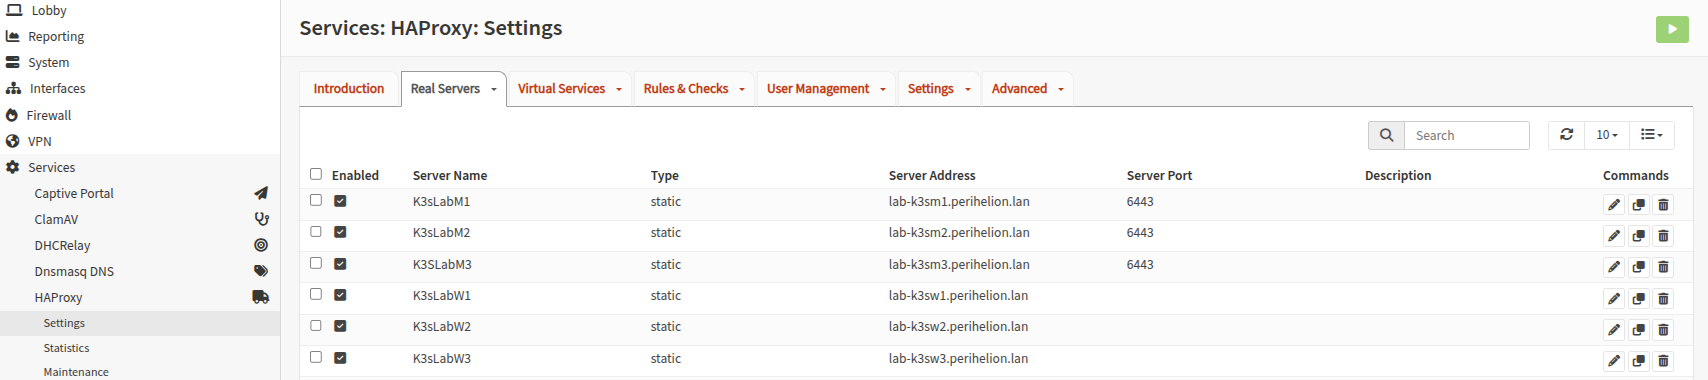 Lobby
Reporting
System
Interfaces
Firewall
VPN
Services
Captive Portal
ClamAV
DHCRelay
Dnsmasq DNS
HAProxy
Settings
Statistics
Maintenance
Services: HAProxy: Settings
Introduction Real Servers Virtual Services Rules & Checks User Management Settings Advanced
Search 10
Enabled Server Name Type Server Address Server Port Description Commands
K3sLabM1 static lab-k3sm1.perihelion.lan 6443
K3sLabM2 static lab-k3sm2.perihelion.lan 6443
K3SLabM3 static lab-k3sm3.perihelion.lan 6443
K3sLabW1 static lab-k3sw1.perihelion.lan
K3sLabW2 static lab-k3sw2.perihelion.lan
K3sLabW3 static lab-k3sw3.perihelion.lan